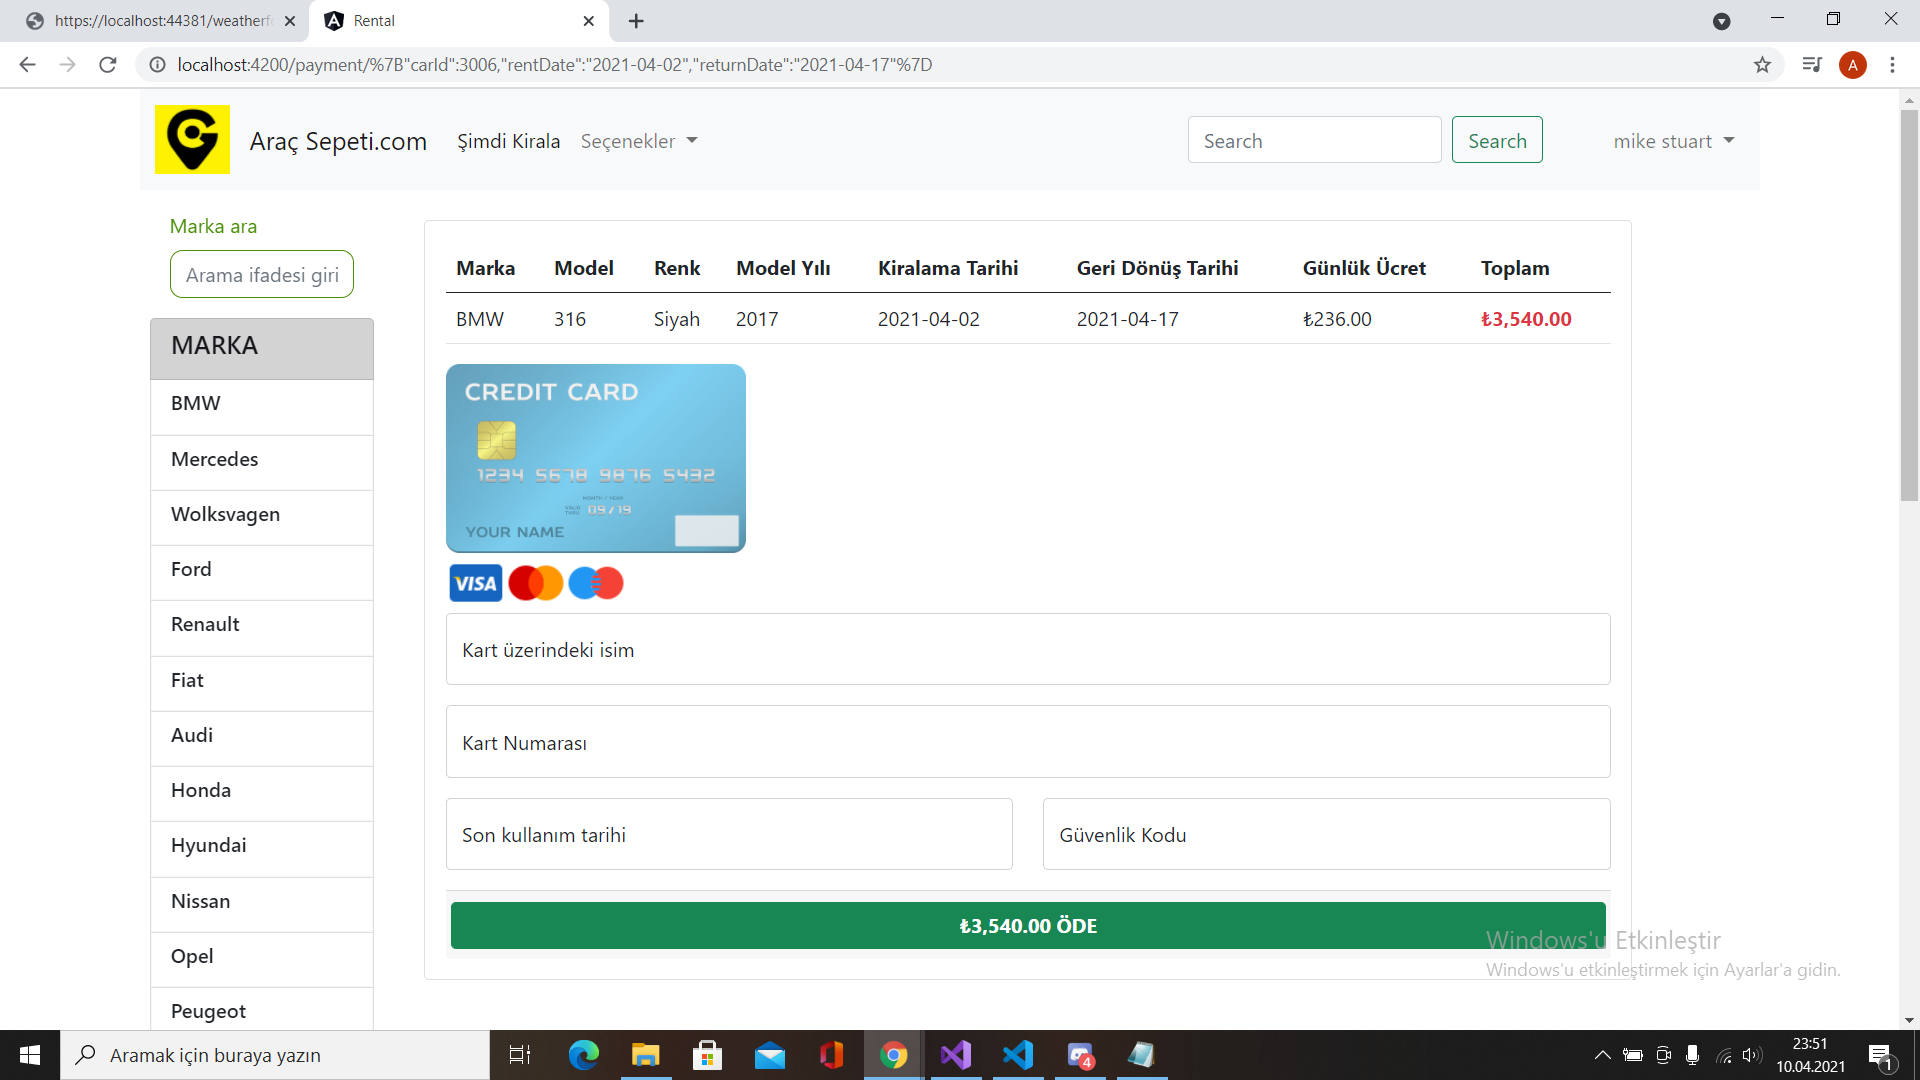 https://localhost:44381/weatherf
Rental
localhost:4200/payment/%7B"carId":3006,"rentDate":"2021-04-02","returnDate":"2021-04-17"%7D
A
Araç Sepeti.com
Şimdi Kirala
Seçenekler
Search
Search
mike stuart
Marka ara
Arama ifadesi giri
MARKA
BMW
Mercedes
Wolksvagen
Ford
Renault
Fiat
Audi
Honda
Hyundai
Nissan
Opel
Peugeot
Marka Model Renk Model Yılı Kiralama Tarihi Geri Dönüş Tarihi Günlük Ücret Toplam
BMW 316 Siyah 2017 2021-04-02 2021-04-17 ₺236.00 ₺3,540.00
CREDIT CARD
1234 5678 9876 5432
MONTH / YEAR
VALID THRU 09/19
YOUR NAME
VISA
Kart üzerindeki isim
Kart Numarası
Son kullanım tarihi
Güvenlik Kodu
₺3,540.00 ÖDE
Windows'u Etkinleştir
Windows'u etkinleştirmek için Ayarlar'a gidin.
Aramak için buraya yazın
4
23:51
10.04.2021
1